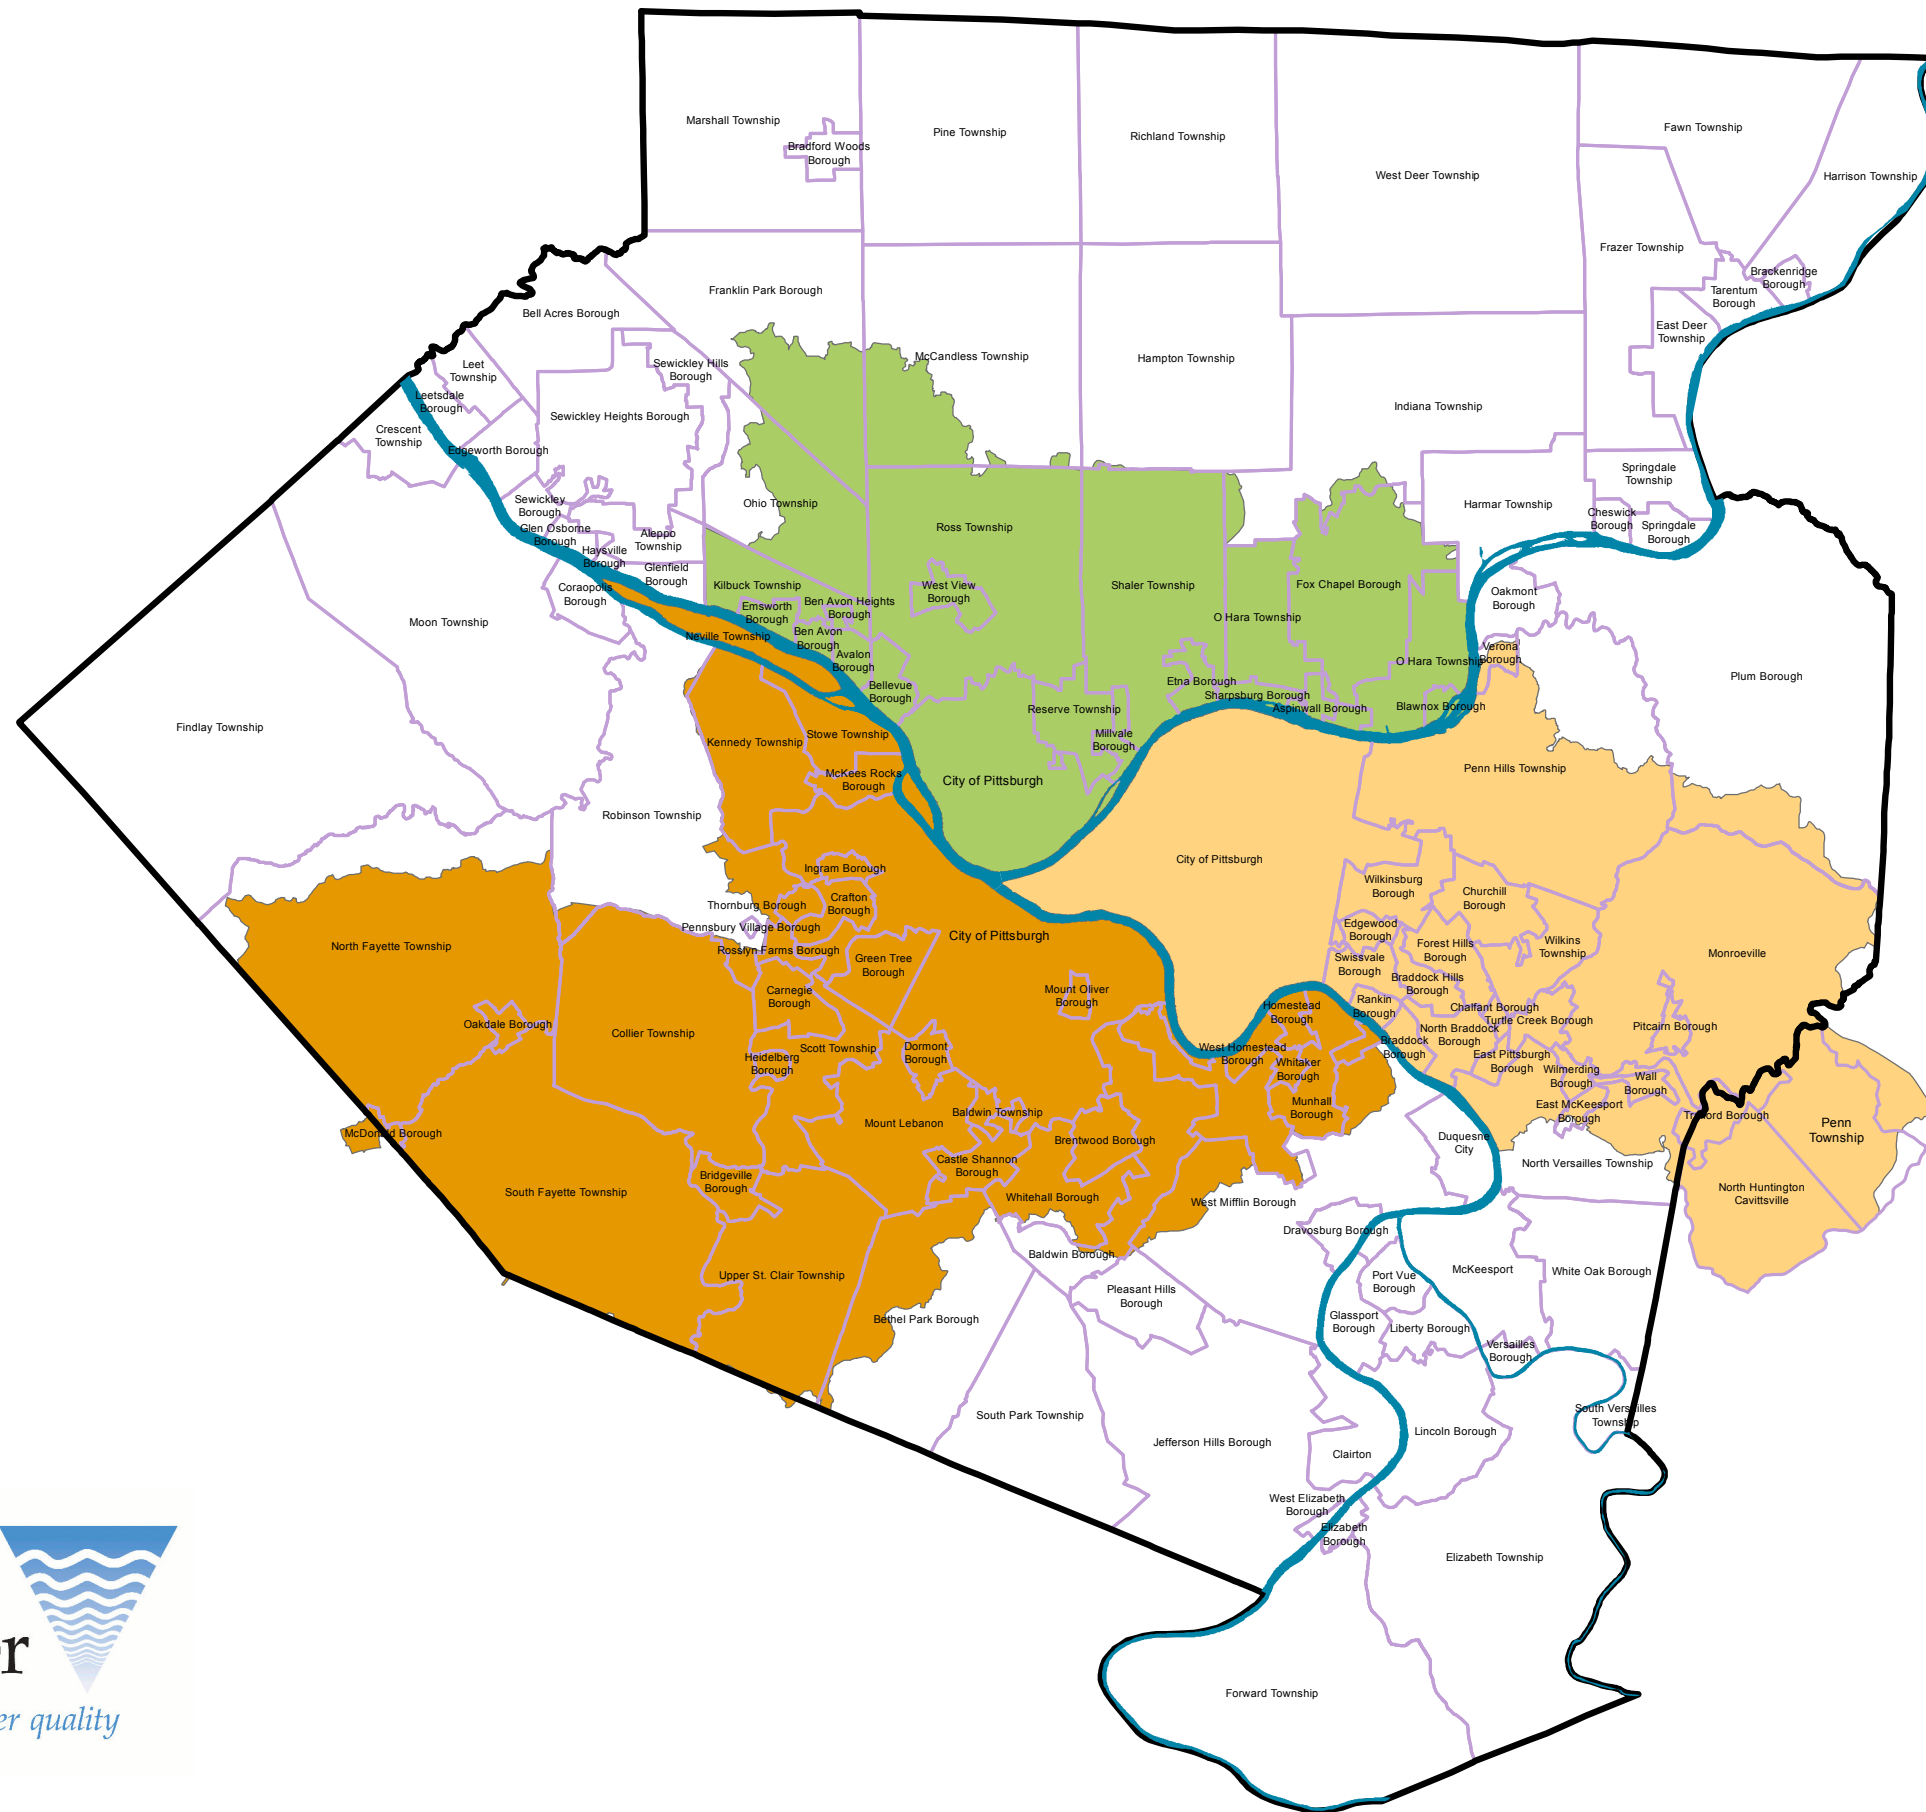 Marshall Township
Bradford Woods
Borough
Pine Township
Richland Township
West Deer Township
Fawn Township
Harrison Township
Frazer Township
Brackenridge
Borough
Tarentum
Borough
East Deer
Township
Franklin Park Borough
Bell Acres Borough
Leet
Township
Leetsdale
Borough
Crescent
Township
Edgeworth Borough
Sewickley Hills
Borough
Sewickley Heights Borough
McCandless Township
Hampton Township
Indiana Township
Springdale
Township
Harmar Township
Cheswick
Borough
Springdale
Borough
Sewickley
Borough
Glen Osborne
Borough
Haysville
Borough
Aleppo
Township
Glenfield
Borough
Coraopolis
Borough
Ohio Township
Ross Township
Kilbuck Township
Emsworth
Borough
Ben Avon Heights
Borough
Ben Avon
Borough
Avalon
Borough
Bellevue
Borough
West View
Borough
Shaler Township
O Hara Township
Fox Chapel Borough
O Hara Township
Oakmont
Borough
Verona
Borough
Plum Borough
Moon Township
Neville Township
Findlay Township
Kennedy Township
Stowe Township
McKees Rocks
Borough
Robinson Township
Reserve Township
Millvale
Borough
Etna Borough
Sharpsburg Borough
Aspinwall Borough
Blawnox Borough
City of Pittsburgh
Penn Hills Township
City of Pittsburgh
Ingram Borough
Crafton
Borough
Thornburg Borough
Pennsbury Village Borough
Rosslyn Farms Borough
Green Tree
Borough
City of Pittsburgh
Wilkinsburg
Borough
Churchill
Borough
Edgewood
Borough
Swissvale
Borough
Forest Hills
Borough
Wilkins
Township
Monroeville
Braddock Hills
Borough
Rankin
Borough
Chalfant Borough
Turtle Creek Borough
North Braddock
Borough
Braddock
Borough
East Pittsburgh
Borough
Pitcairn Borough
Wilmerding
Borough
Wall
Borough
East McKeesport
Borough
Trafford Borough
Penn
Township
North Huntington
Cavittsville
North Fayette Township
Oakdale Borough
Collier Township
Carnegie
Borough
Heidelberg
Borough
Scott Township
Dormont
Borough
Mount Oliver
Borough
Homestead
Borough
West Homestead
Borough
Whitaker
Borough
Munhall
Borough
McDonald Borough
South Fayette Township
Bridgeville
Borough
Mount Lebanon
Baldwin Township
Castle Shannon
Borough
Brentwood Borough
Whitehall Borough
Upper St. Clair Township
Bethel Park Borough
Baldwin Borough
West Mifflin Borough
Duquesne
City
North Versailles Township
Dravosburg Borough
Pleasant Hills
Borough
Port Vue
Borough
McKeesport
White Oak Borough
Glassport
Borough
Liberty Borough
Versailles
Borough
South Versailles
Township
South Park Township
Jefferson Hills Borough
Clairton
Lincoln Borough
West Elizabeth
Borough
Elizabeth
Borough
Elizabeth Township
Forward Township
r
er quality